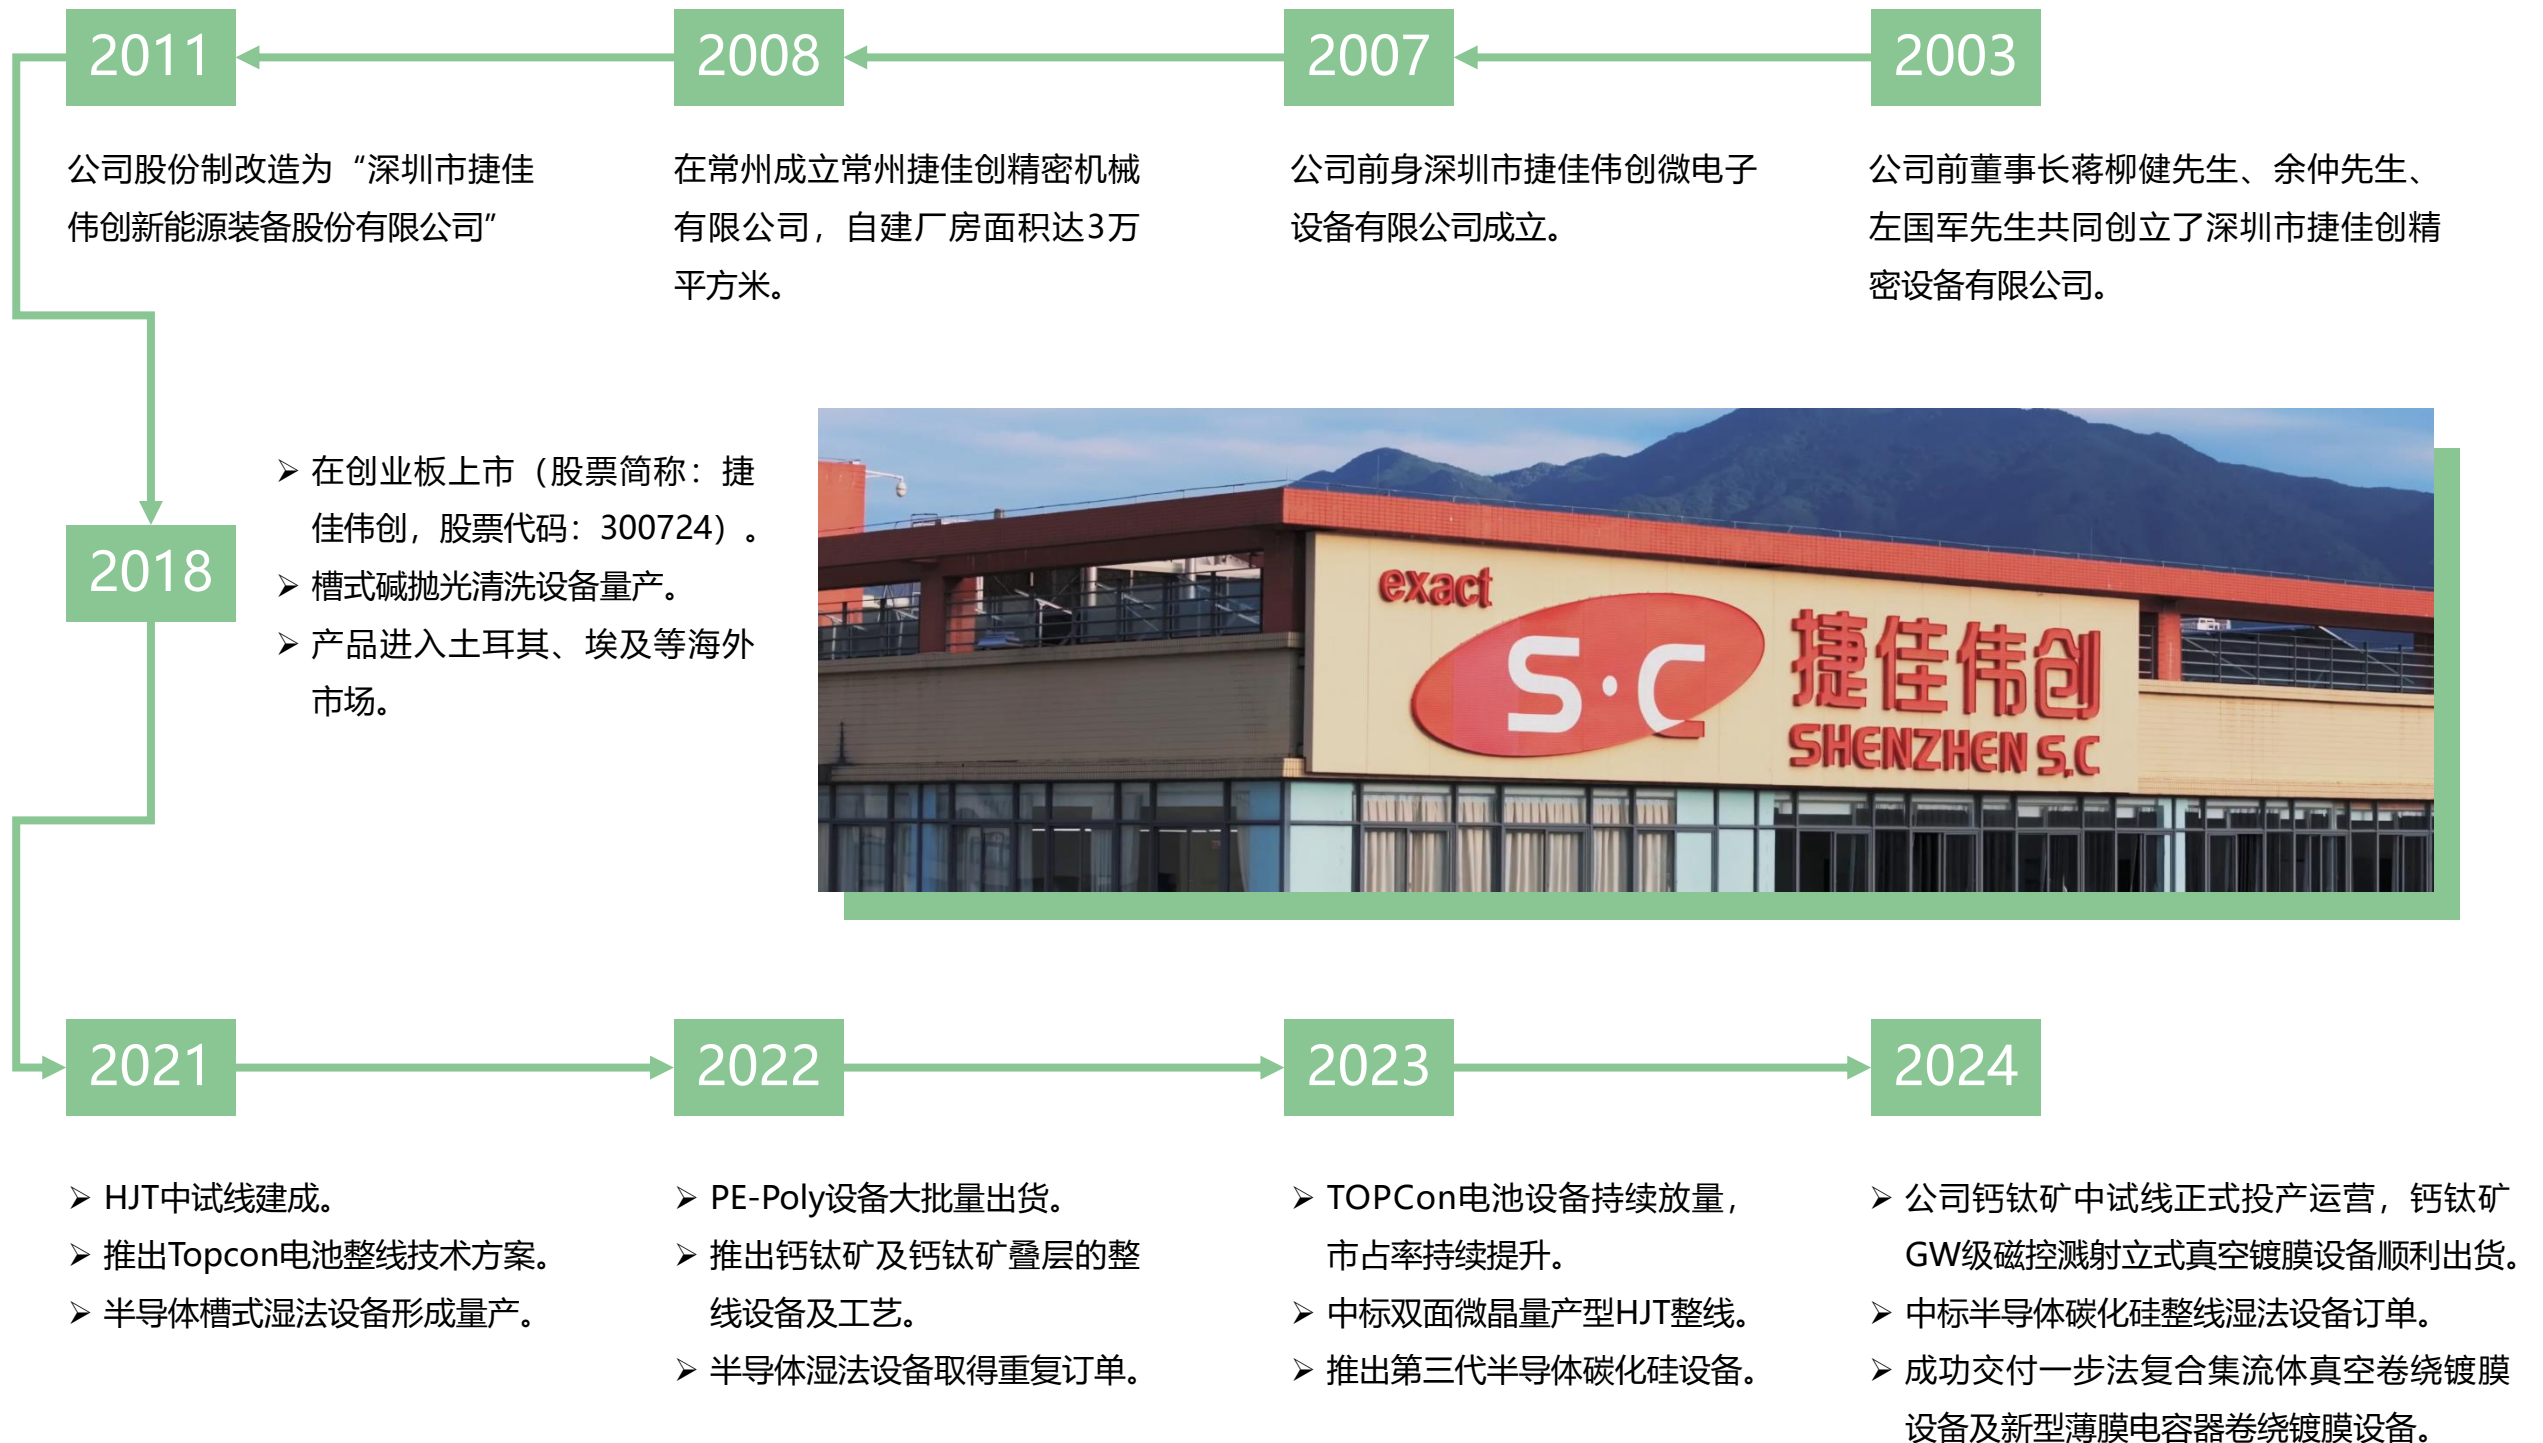 2011
2008
2007
2003
公司股份制改造为“深圳市捷佳
伟创新能源装备股份有限公司”
在常州成立常州捷佳创精密机械
有限公司，自建厂房面积达3万
平方米。
公司前身深圳市捷佳伟创微电子
设备有限公司成立。
公司前董事长蒋柳健先生、余仲先生、
左国军先生共同创立了深圳市捷佳创精
密设备有限公司。
2018
➢ 在创业板上市（股票简称：捷
佳伟创，股票代码：300724）。
➢ 槽式碱抛光清洗设备量产。
➢ 产品进入土耳其、埃及等海外
市场。
exact
S·C
捷佳伟创
SHENZHEN S.C
2021
2022
2023
2024
➢ HJT中试线建成。
➢ 推出Topcon电池整线技术方案。
➢ 半导体槽式湿法设备形成量产。
➢ PE-Poly设备大批量出货。
➢ 推出钙钛矿及钙钛矿叠层的整
线设备及工艺。
➢ 半导体湿法设备取得重复订单。
➢ TOPCon电池设备持续放量，
市占率持续提升。
➢ 中标双面微晶量产型HJT整线。
➢ 推出第三代半导体碳化硅设备。
➢ 公司钙钛矿中试线正式投产运营，钙钛矿
GW级磁控溅射立式真空镀膜设备顺利出货。
➢ 中标半导体碳化硅整线湿法设备订单。
➢ 成功交付一步法复合集流体真空卷绕镀膜
设备及新型薄膜电容器卷绕镀膜设备。